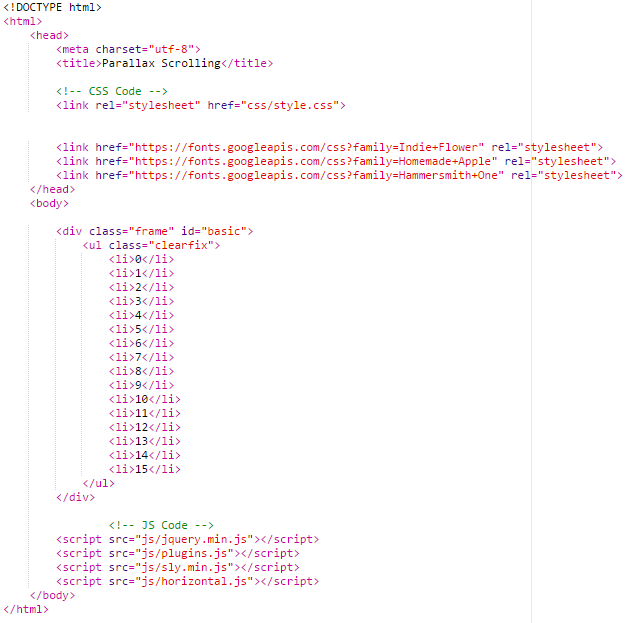 <!DOCTYPE html>
<html>
    <head>
        <meta charset="utf-8">
        <title>Parallax Scrolling</title>

        <!-- CSS Code -->
        <link rel="stylesheet" href="css/style.css">


        <link href="https://fonts.googleapis.com/css?family=Indie+Flower" rel="stylesheet">
        <link href="https://fonts.googleapis.com/css?family=Homemade+Apple" rel="stylesheet">
        <link href="https://fonts.googleapis.com/css?family=Hammersmith+One" rel="stylesheet">
    </head>
    <body>

        <div class="frame" id="basic">
            <ul class="clearfix">
                <li>0</li>
                <li>1</li>
                <li>2</li>
                <li>3</li>
                <li>4</li>
                <li>5</li>
                <li>6</li>
                <li>7</li>
                <li>8</li>
                <li>9</li>
                <li>10</li>
                <li>11</li>
                <li>12</li>
                <li>13</li>
                <li>14</li>
                <li>15</li>
            </ul>
        </div>

                <!-- JS Code -->
        <script src="js/jquery.min.js"></script>
        <script src="js/plugins.js"></script>
        <script src="js/sly.min.js"></script>
        <script src="js/horizontal.js"></script>
    </body>
</html>